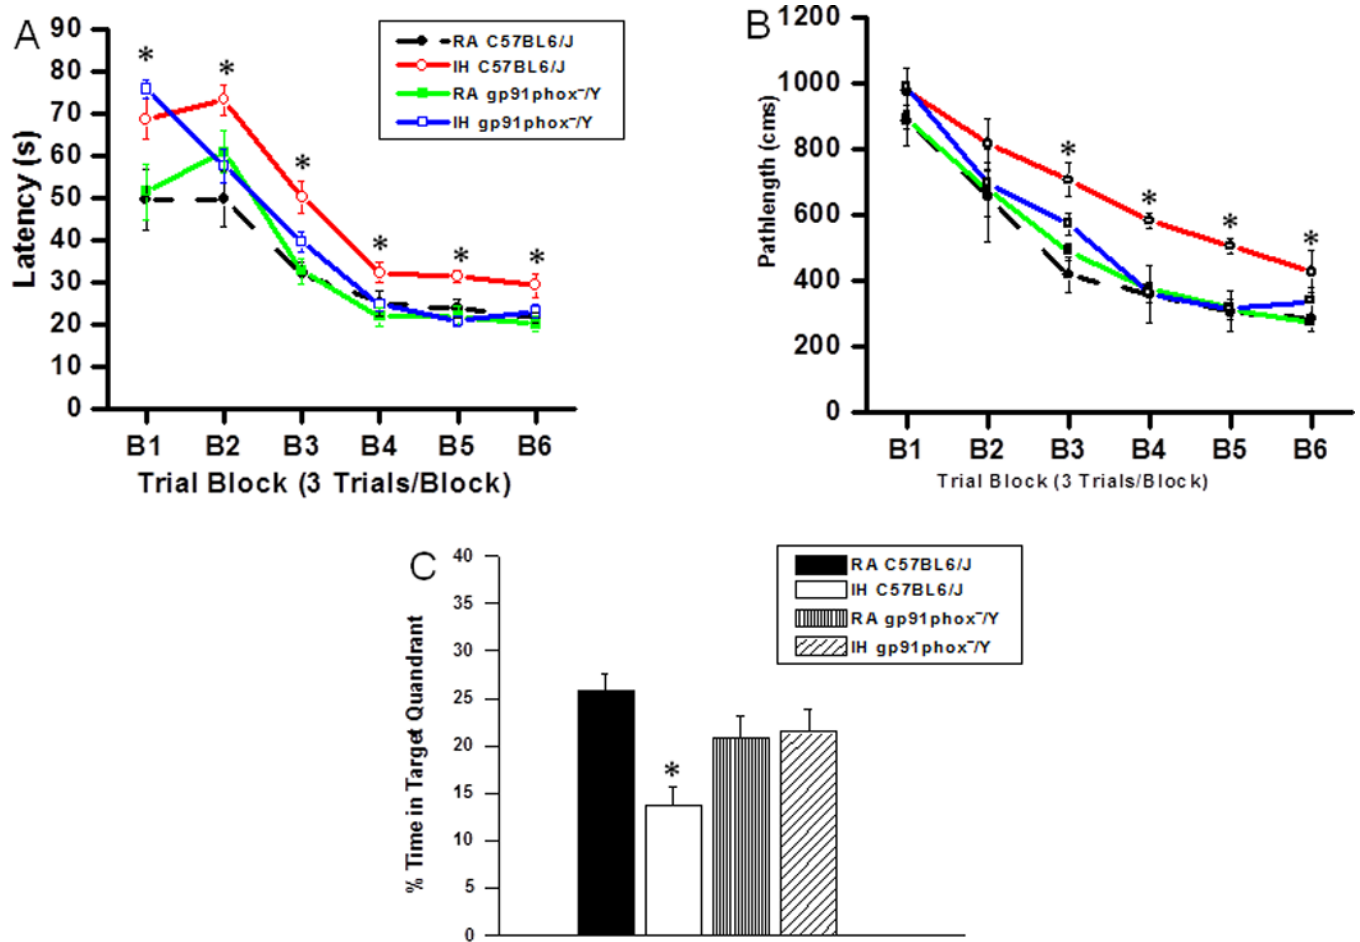 A
90
80
70
60
50
40
30
20
10
0
Latency (s)
* * * * * *
RA C57BL6/J
IH C57BL6/J
RA gp91phox⁻/Y
IH gp91phox⁻/Y
B1 B2 B3 B4 B5 B6
Trial Block (3 Trials/Block)
B
1200
1000
800
600
400
200
0
Pathlength (cms)
* * * *
B1 B2 B3 B4 B5 B6
Trial Block (3 Trials/Block)
C
40
35
30
25
20
15
10
5
0
% Time in Target Quandrant
*
RA C57BL6/J
IH C57BL6/J
RA gp91phox⁻/Y
IH gp91phox⁻/Y